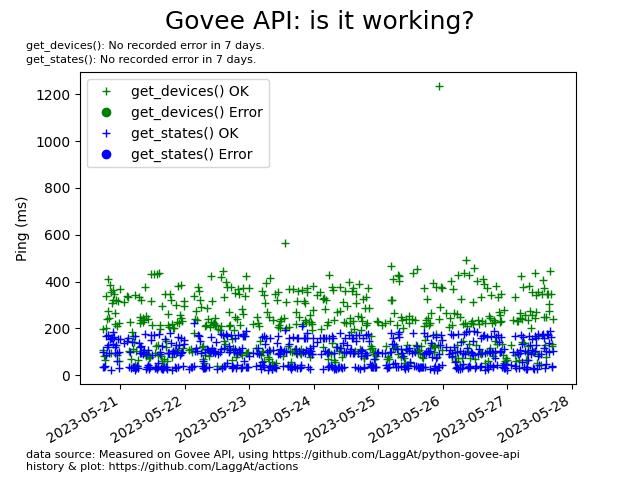 Govee API: is it working?
get_devices(): No recorded error in 7 days.
get_states(): No recorded error in 7 days.
get_devices() OK
get_devices() Error
get_states() OK
get_states() Error
Ping (ms)
1200
1000
800
600
400
200
0
2023-05-21
2023-05-22
2023-05-23
2023-05-24
2023-05-25
2023-05-26
2023-05-27
2023-05-28
data source: Measured on Govee API, using https://github.com/LaggAt/python-govee-api
history & plot: https://github.com/LaggAt/actions